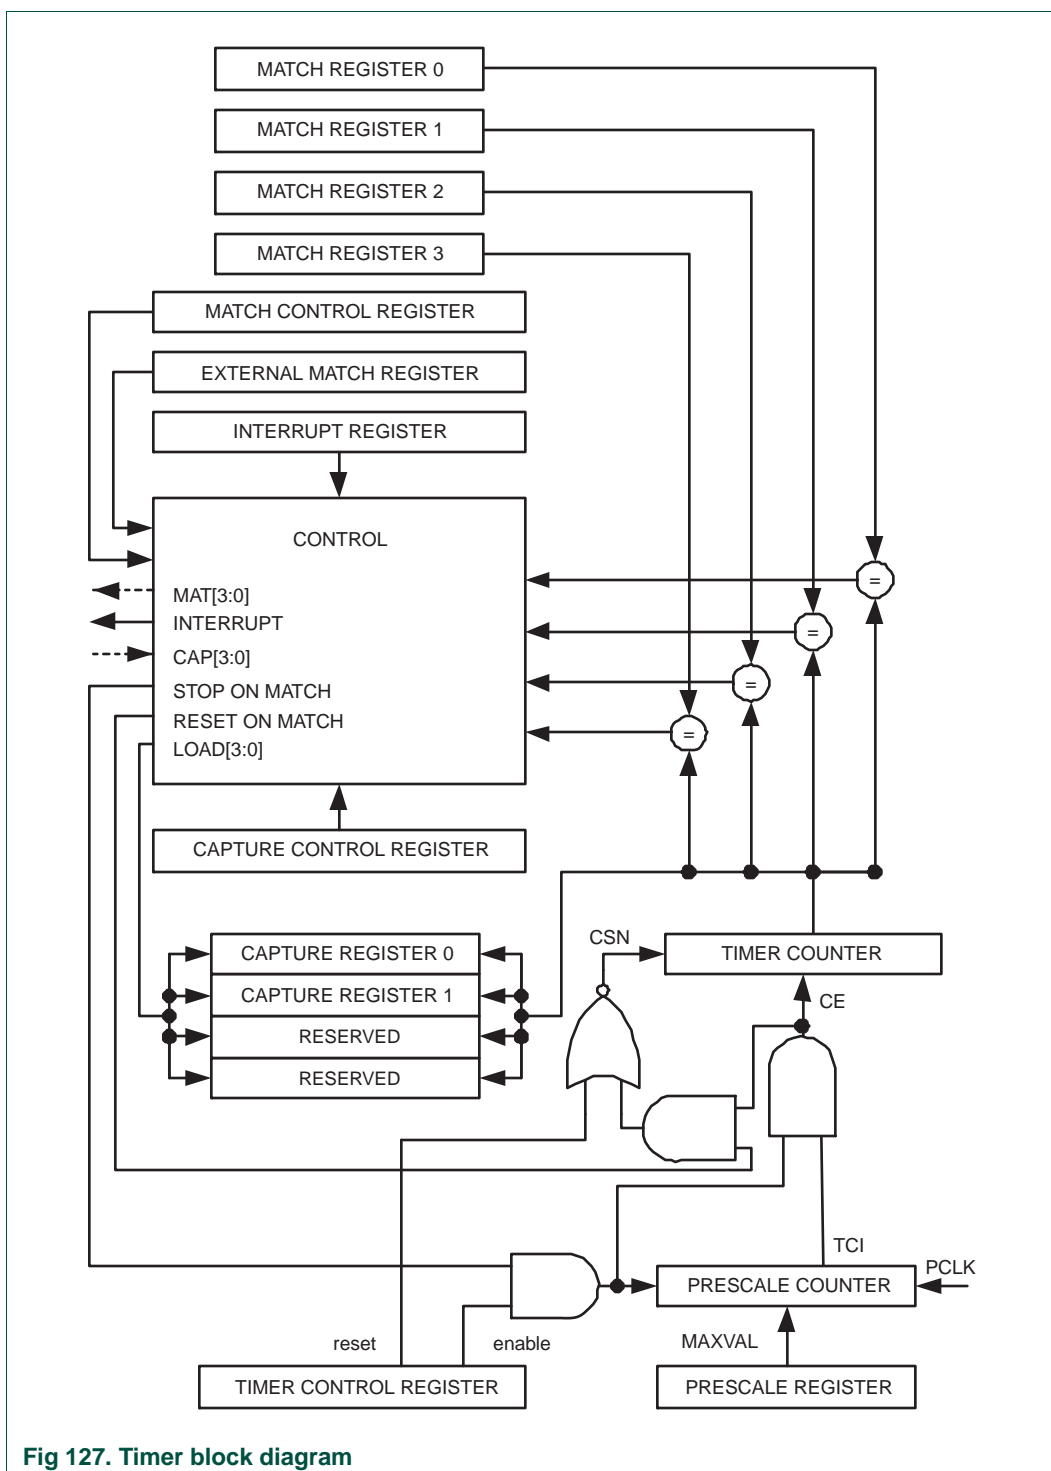 MATCH REGISTER 0
MATCH REGISTER 1
MATCH REGISTER 2
MATCH REGISTER 3
MATCH CONTROL REGISTER
EXTERNAL MATCH REGISTER
INTERRUPT REGISTER
CONTROL
MAT[3:0]
INTERRUPT
CAP[3:0]
STOP ON MATCH
RESET ON MATCH
LOAD[3:0]
=
=
=
=
CAPTURE CONTROL REGISTER
CSN
TIMER COUNTER
CAPTURE REGISTER 0
CAPTURE REGISTER 1
RESERVED
RESERVED
CE
TCI
PCLK
PRESCALE COUNTER
reset
enable
MAXVAL
TIMER CONTROL REGISTER
PRESCALE REGISTER
Fig 127. Timer block diagram